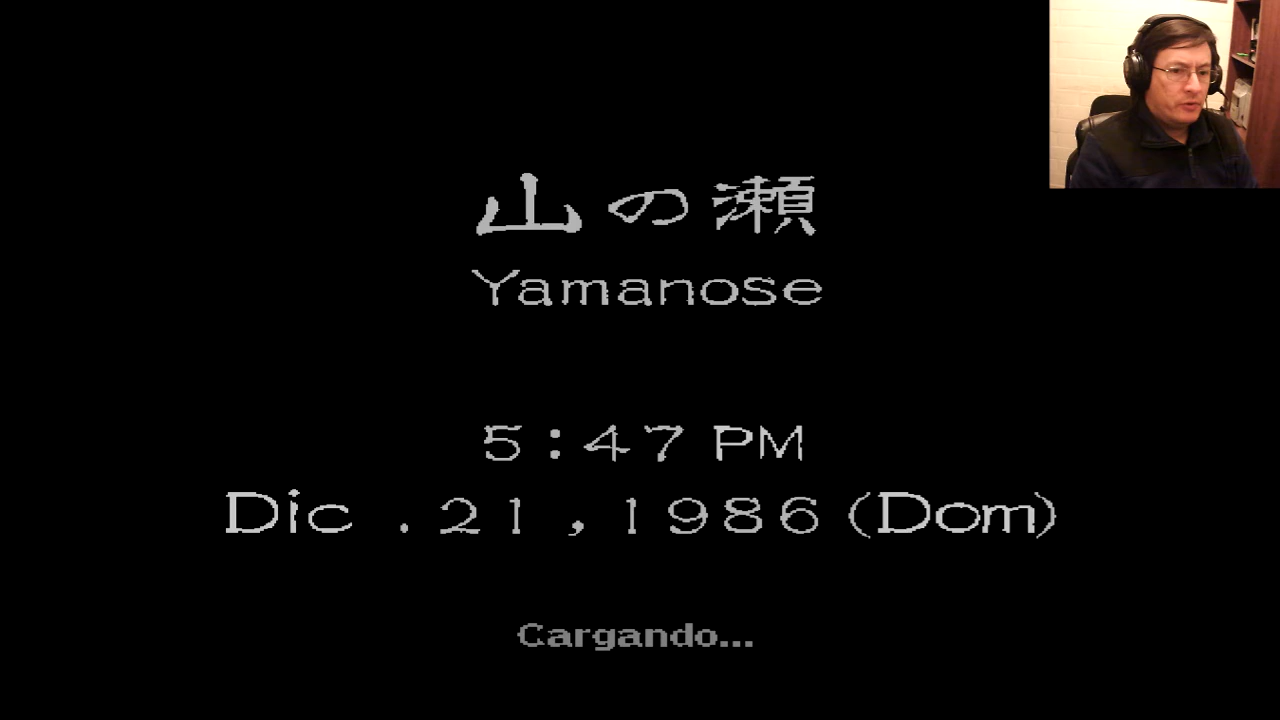 山の瀬
Yamanose
5:47 PM
Dic .21,1986(Dom)
Cargando...